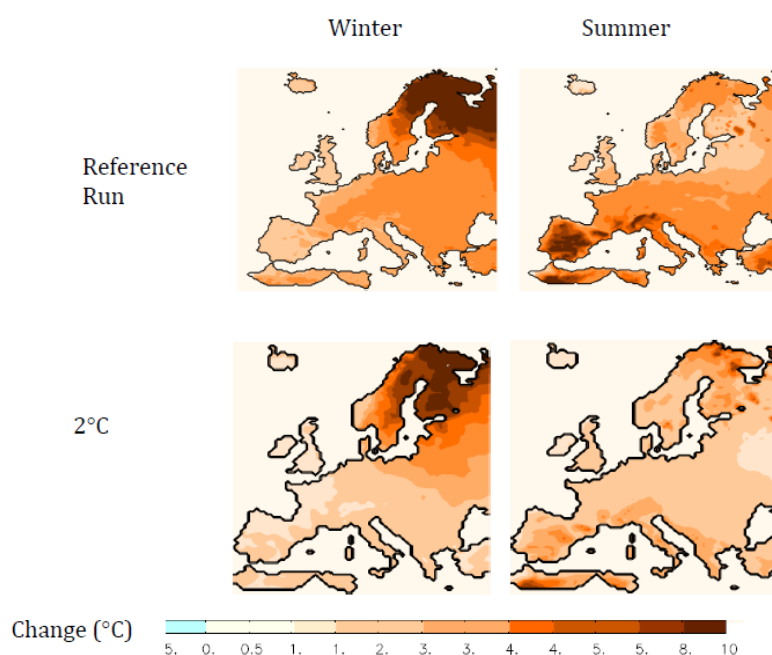 Winter Summer
Reference
Run
2°C
Change (°C)
5. 0. 0.5 1. 1. 2. 3. 3. 4. 4. 5. 5. 8. 10